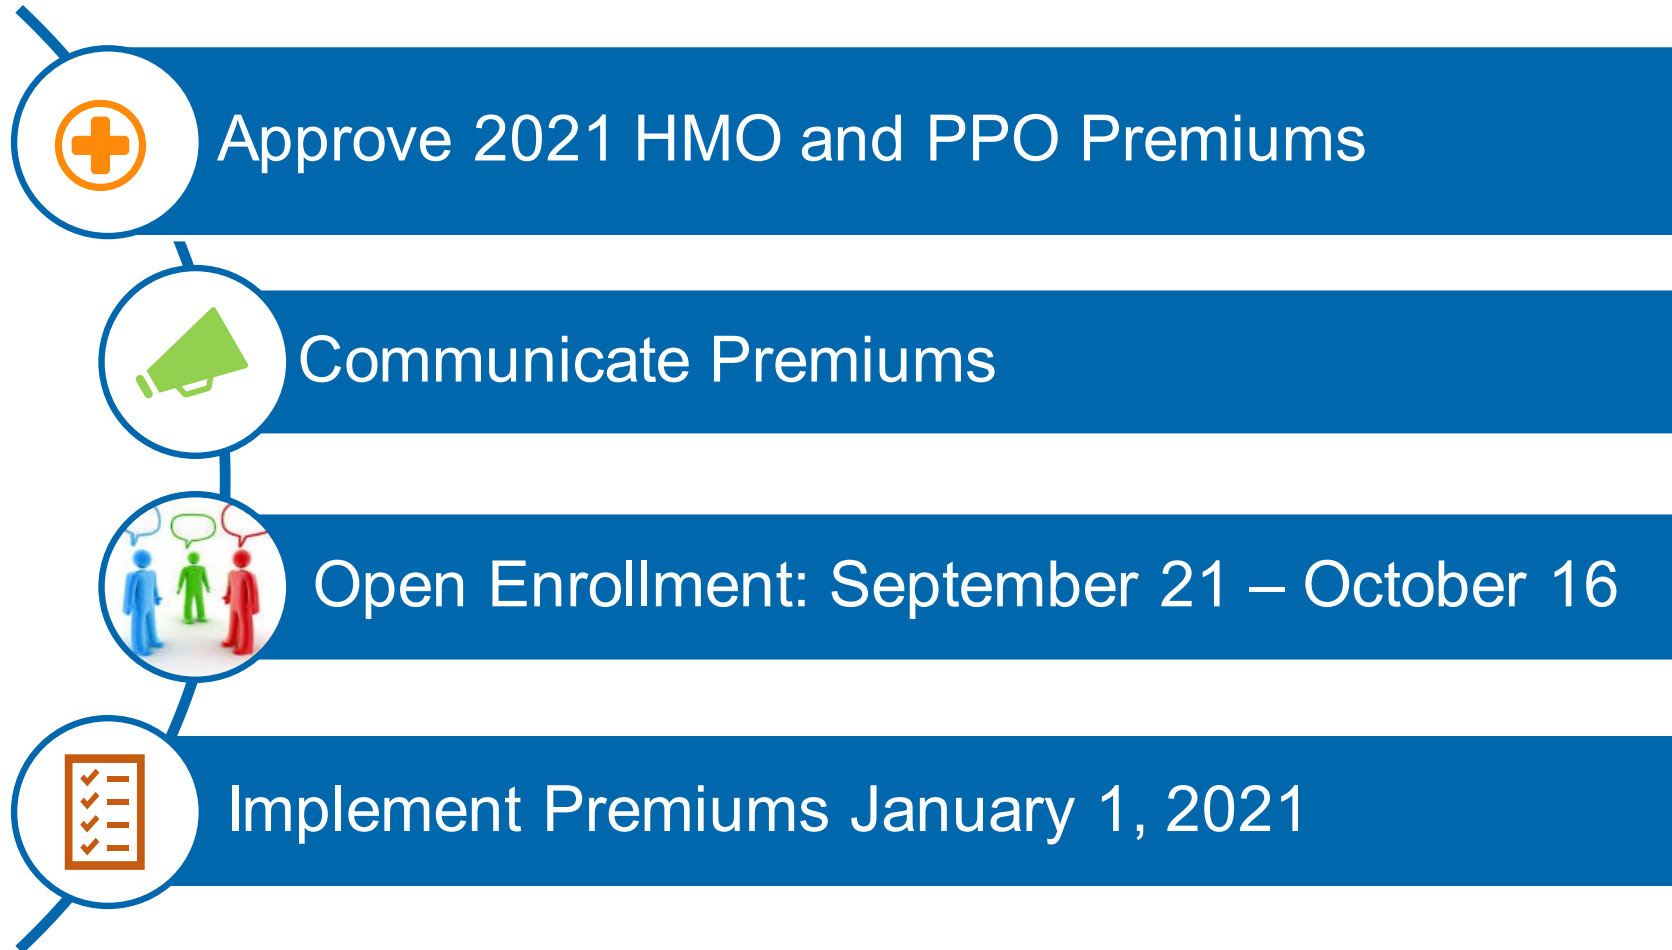 Approve 2021 HMO and PPO Premiums
Communicate Premiums
Open Enrollment: September 21 – October 16
Implement Premiums January 1, 2021